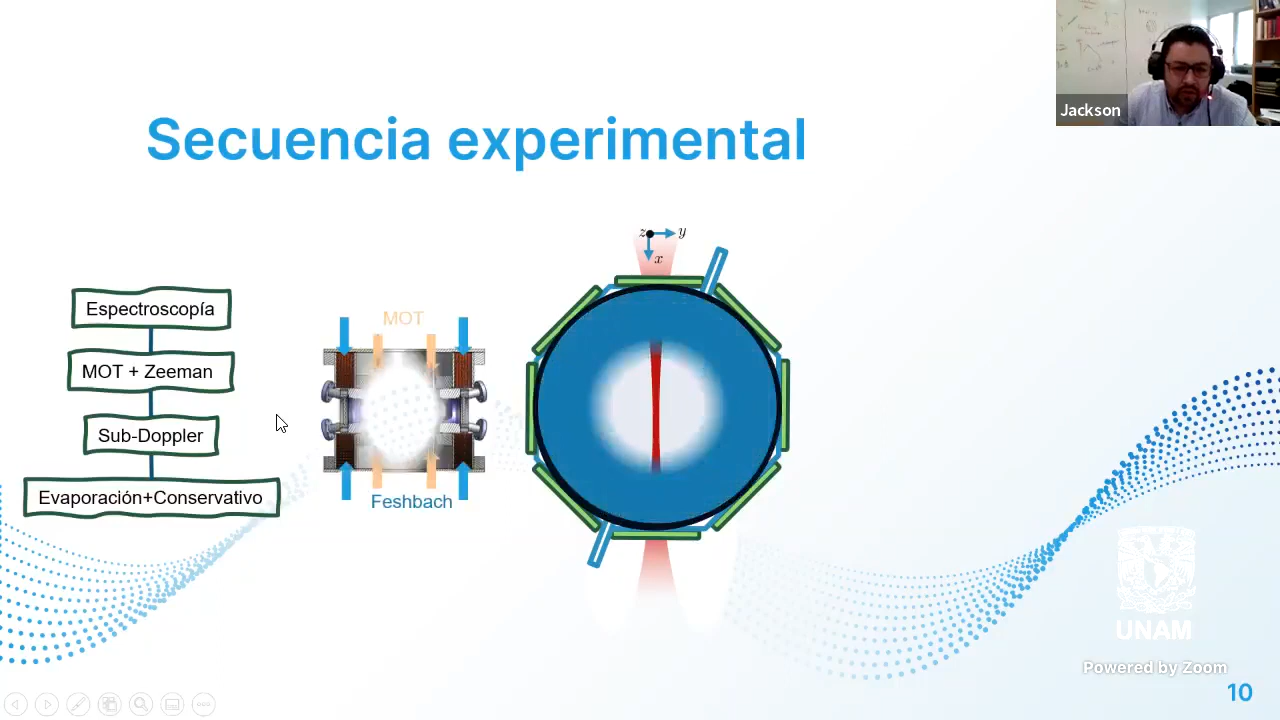 Jackson
Secuencia experimental
z y
x
Espectroscopía
MOT + Zeeman
Sub-Doppler
Evaporación+Conservativo
MOT
Feshbach
UNAM
Powered by Zoom
10